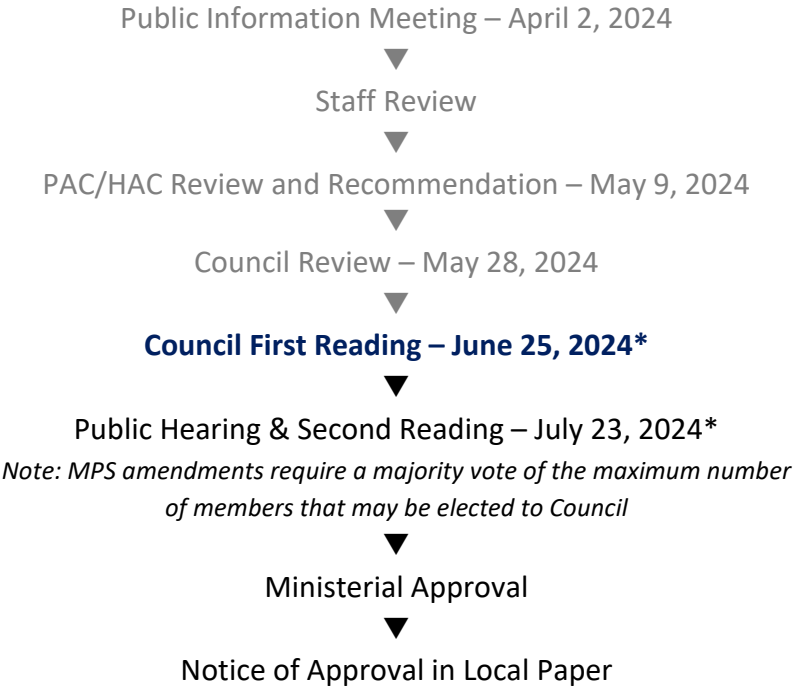 Public Information Meeting – April 2, 2024
▼
Staff Review
▼
PAC/HAC Review and Recommendation – May 9, 2024
▼
Council Review – May 28, 2024
▼
Council First Reading – June 25, 2024*
▼
Public Hearing & Second Reading – July 23, 2024*
Note: MPS amendments require a majority vote of the maximum number
of members that may be elected to Council
▼
Ministerial Approval
▼
Notice of Approval in Local Paper